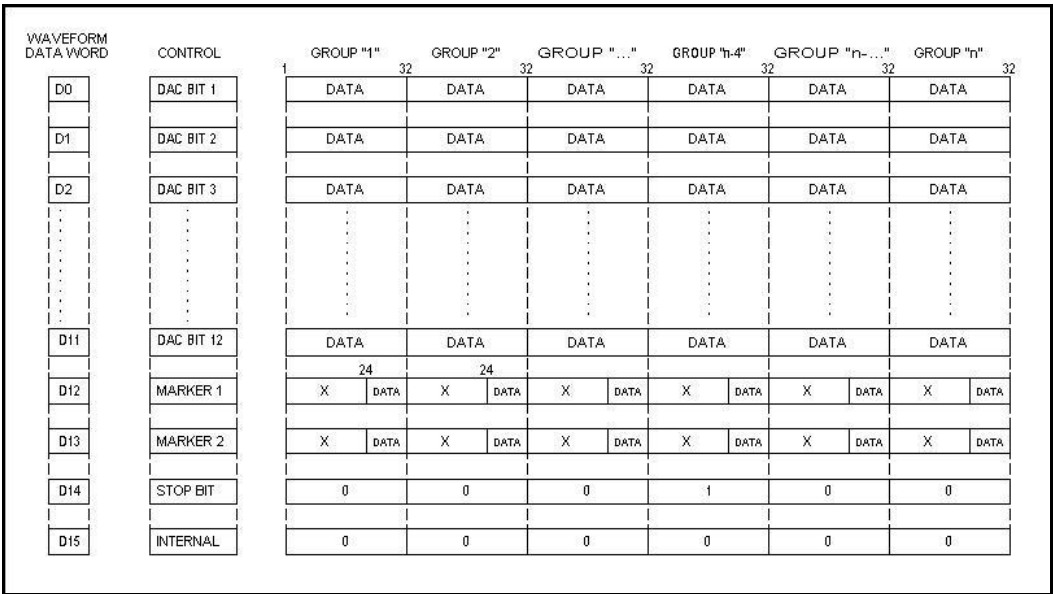 WAVEFORM
DATA WORD CONTROL GROUP "1" GROUP "2" GROUP "..." GROUP "n-4" GROUP "n-..." GROUP "n"
1 32 32 32 32 32 32
D0 DAC BIT 1 DATA DATA DATA DATA DATA DATA
D1 DAC BIT 2 DATA DATA DATA DATA DATA DATA
D2 DAC BIT 3 DATA DATA DATA DATA DATA DATA
D11 DAC BIT 12 DATA DATA DATA DATA DATA DATA
24 24
D12 MARKER 1 X DATA X DATA X DATA X DATA X DATA X DATA
D13 MARKER 2 X DATA X DATA X DATA X DATA X DATA X DATA
D14 STOP BIT 0 0 0 1 0 0
D15 INTERNAL 0 0 0 0 0 0